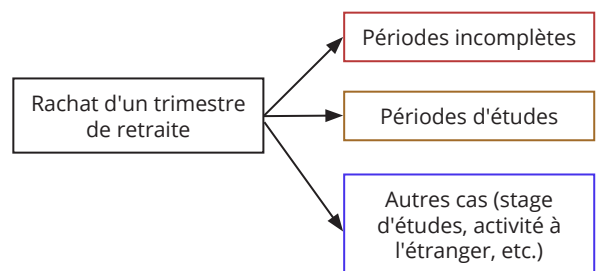 Rachat d'un trimestre
de retraite
Périodes incomplètes
Périodes d'études
Autres cas (stage
d'études, activité à
l'étranger, etc.)